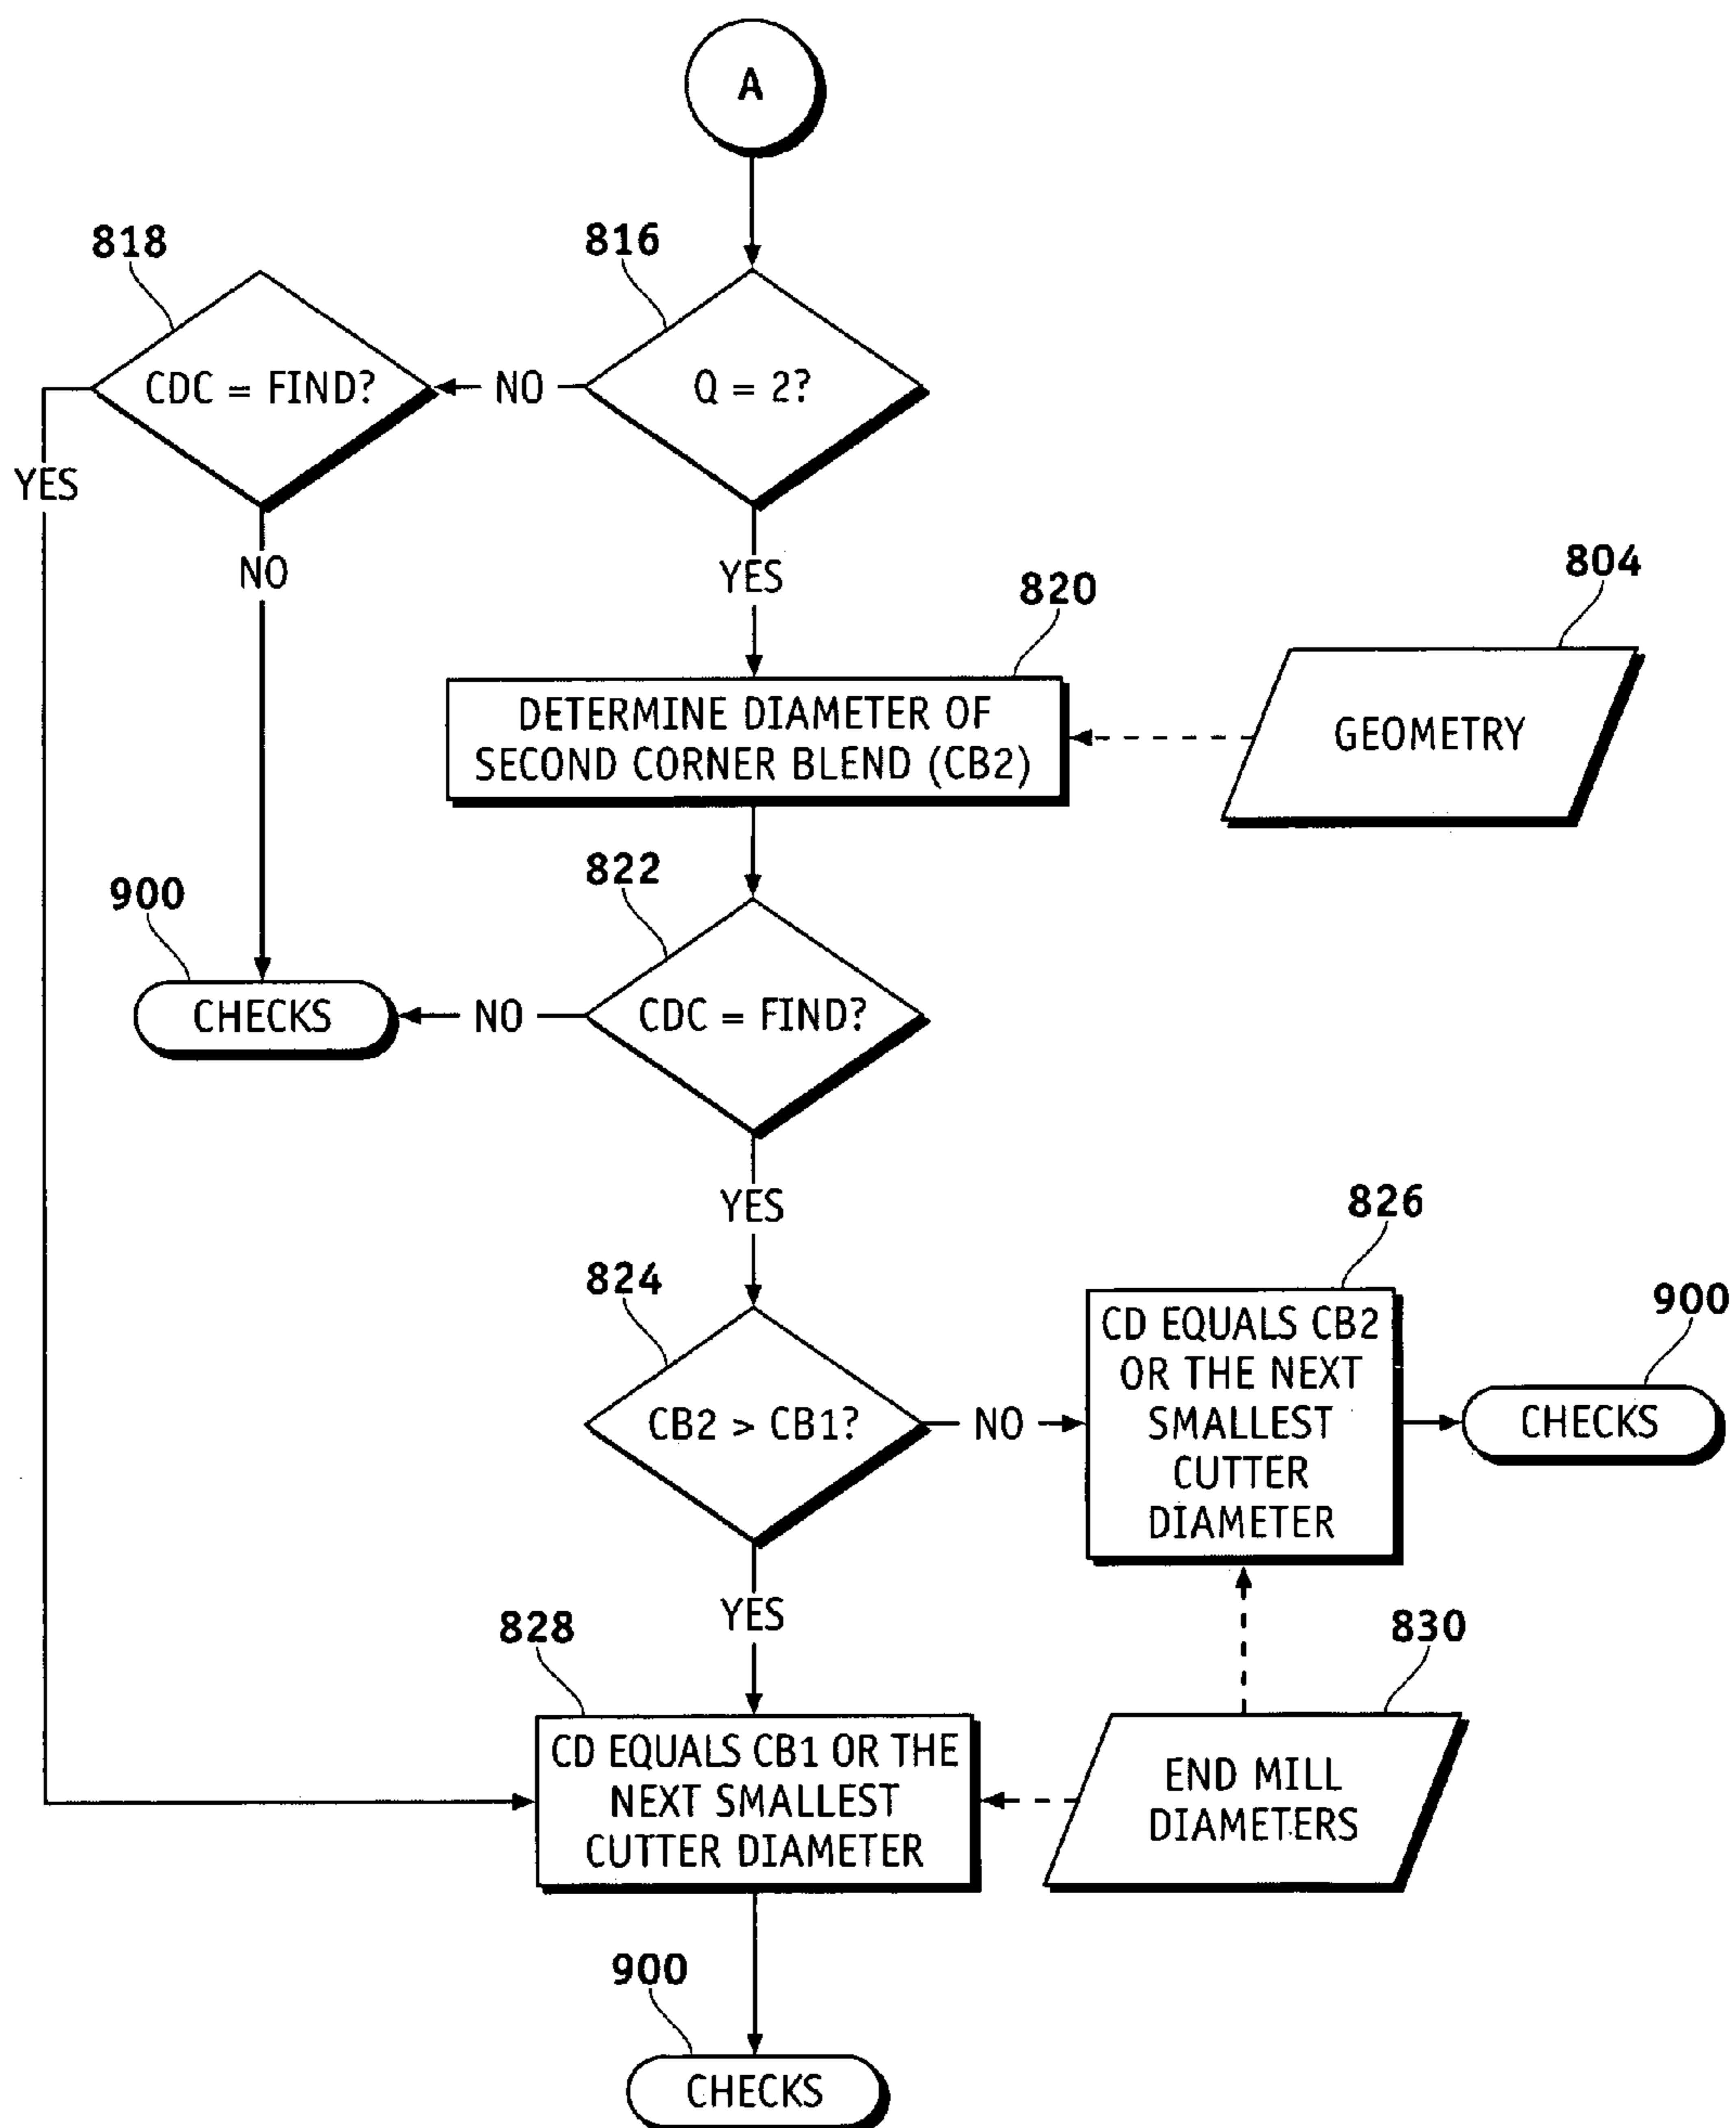 A
818
816
CDC = FIND?
NO
Q = 2?
YES
NO
YES
804
820
DETERMINE DIAMETER OF
SECOND CORNER BLEND (CB2)
GEOMETRY
822
900
CHECKS
NO
CDC = FIND?
YES
826
824
900
CD EQUALS CB2
OR THE NEXT
SMALLEST
CUTTER
DIAMETER
CB2 > CB1?
NO
CHECKS
YES
828
830
CD EQUALS CB1 OR THE
NEXT SMALLEST
CUTTER DIAMETER
END MILL
DIAMETERS
900
CHECKS